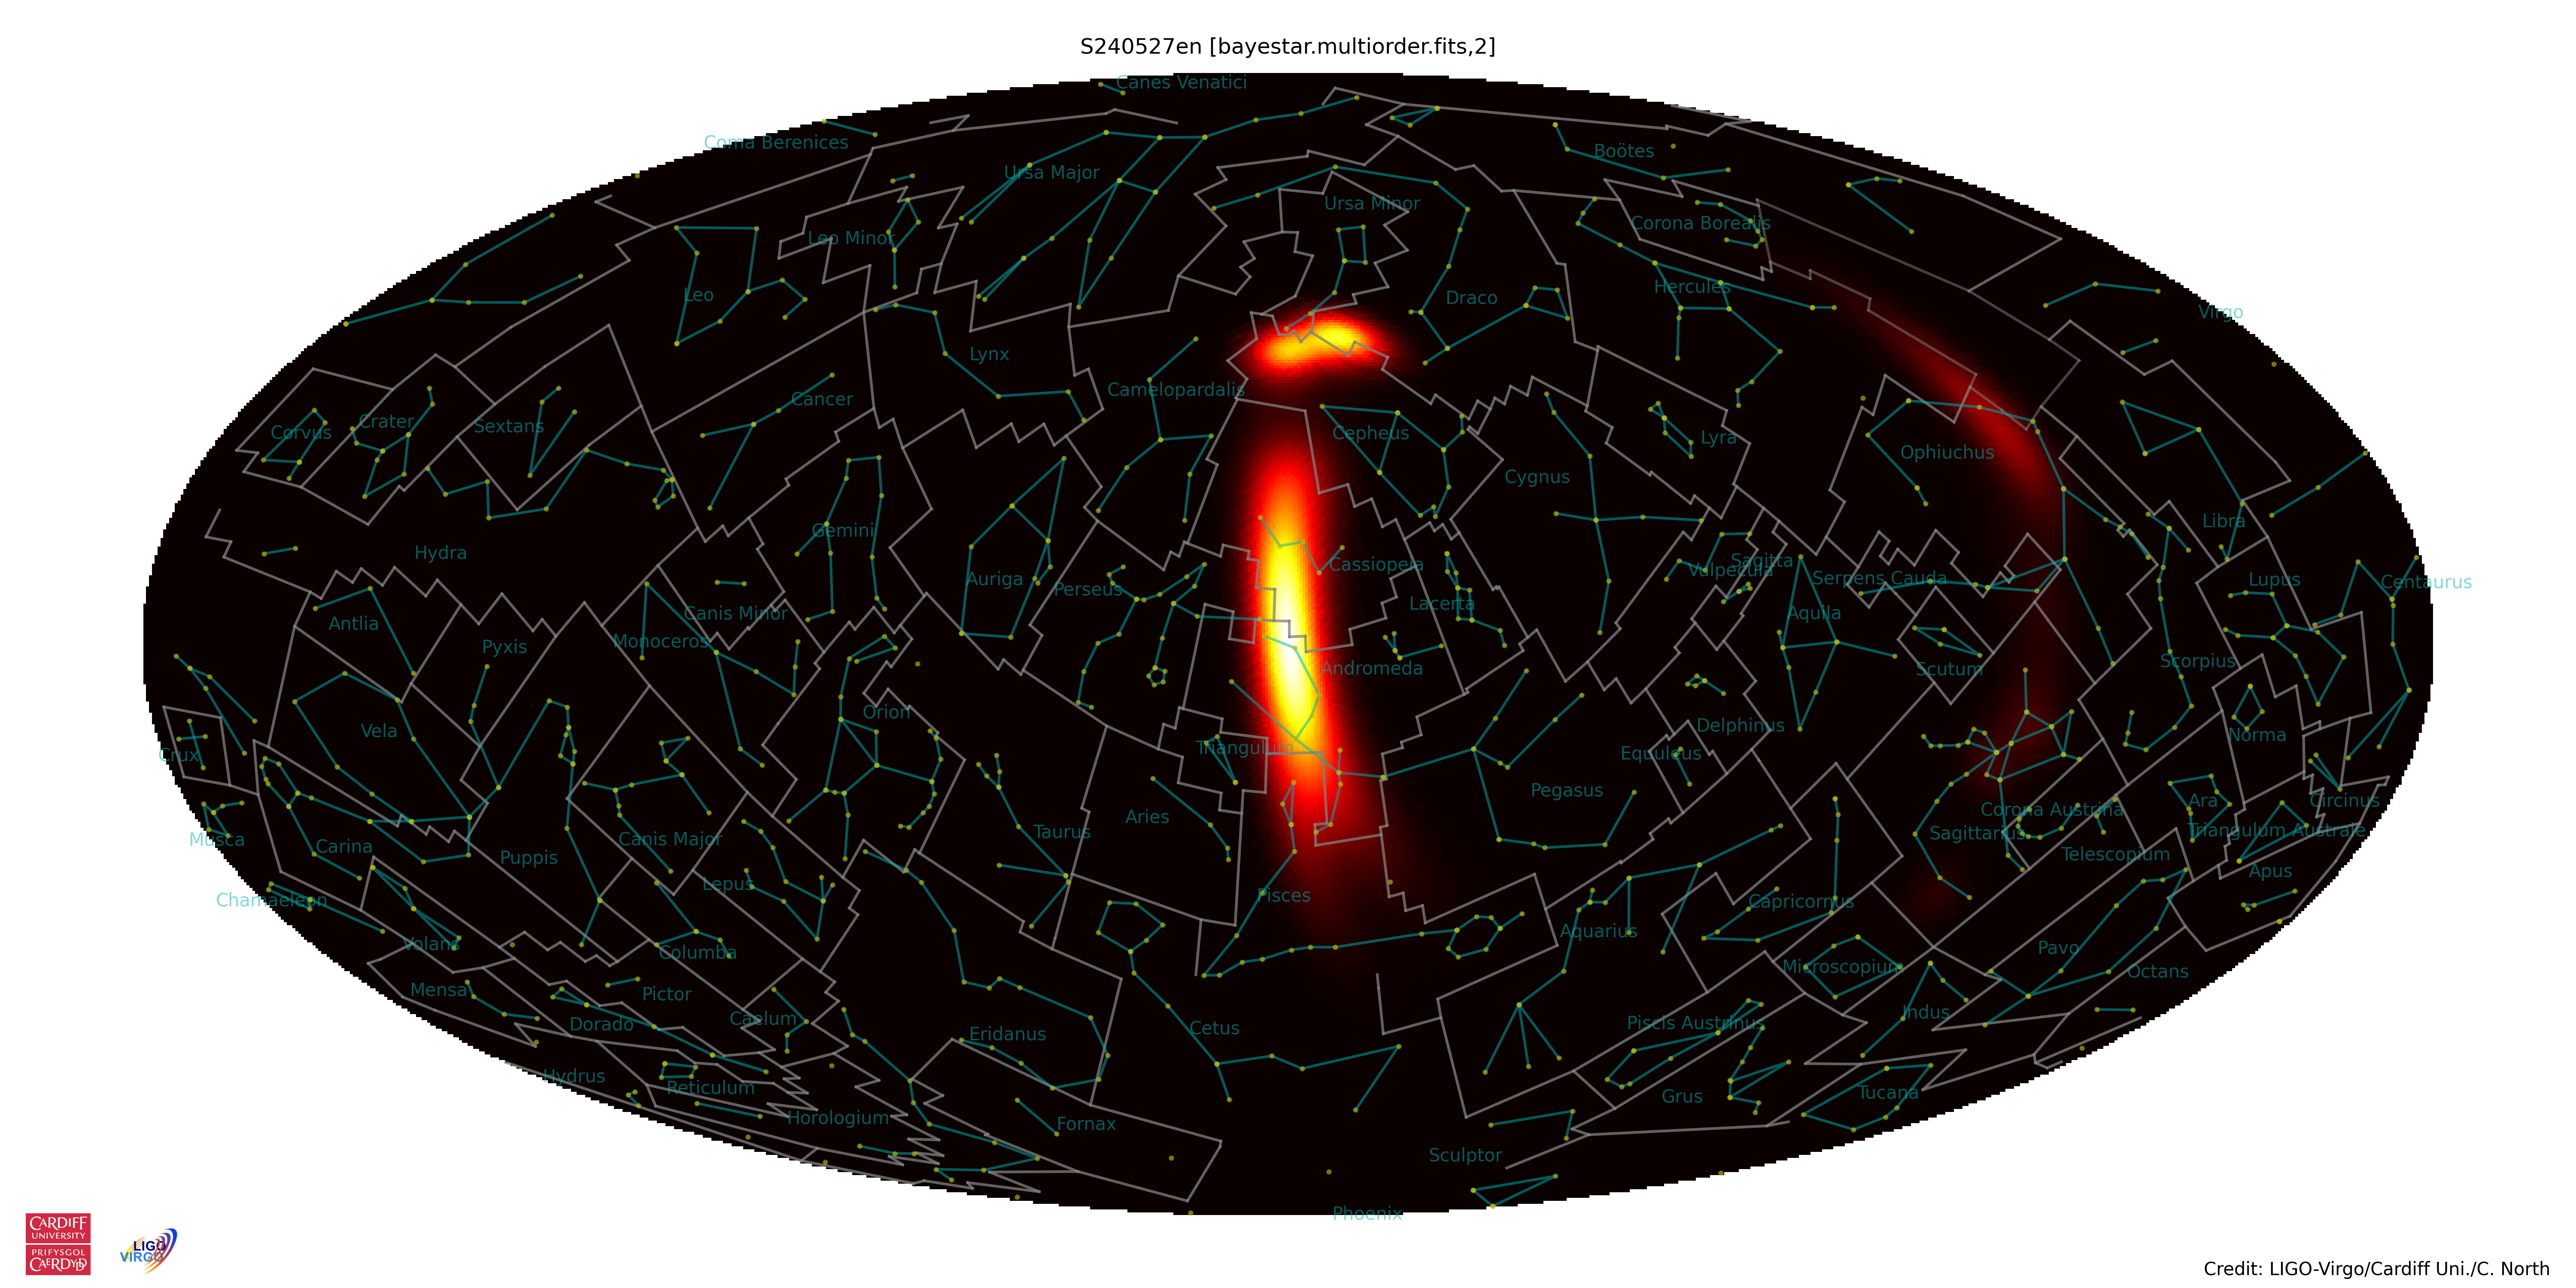 S240527en [bayestar.multiorder.fits,2]
Canes Venatici
Coma Berenices
Boötes
Ursa Major
Ursa Minor
Corona Borealis
Leo Minor
Leo
Draco
Hercules
Virgo
Lynx
Camelopardalis
Cancer
Corvus
Crater
Sextans
Cepheus
Lyra
Ophiuchus
Cygnus
Libra
Gemini
Hydra
Auriga
Perseus
Cassiopeia
Sagitta
Vulpecula
Serpens Cauda
Lupus
Centaurus
Lacerta
Aquila
Canis Minor
Antlia
Pyxis
Monoceros
Andromeda
Scutum
Scorpius
Orion
Vela
Delphinus
Norma
Crux
Triangulum
Equuleus
Pegasus
Aries
Taurus
Corona Austrina
Ara
Circinus
Musca
Carina
Canis Major
Sagittarius
Triangulum Australe
Puppis
Telescopium
Apus
Lepus
Pisces
Chamaeleon
Capricornus
Aquarius
Volans
Columba
Pavo
Microscopium
Octans
Mensa
Pictor
Indus
Dorado
Caelum
Eridanus
Cetus
Piscis Austrinus
Hydrus
Reticulum
Grus
Tucana
Horologium
Fornax
Sculptor
Phoenix
CARDIFF
UNIVERSITY
PRIFYSGOL
CAERDYD
LIGO
VIRGO
Credit: LIGO-Virgo/Cardiff Uni./C. North